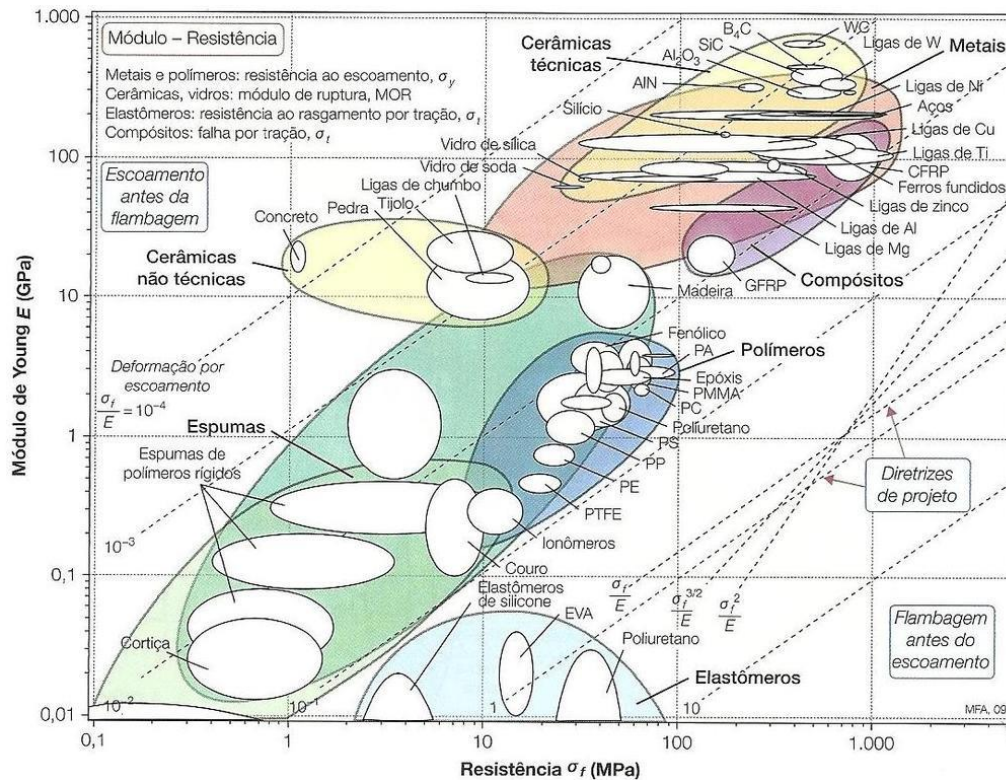 Módulo – Resistência
Metais e polímeros: resistência ao escoamento, σy
Cerâmicas, vidros: módulo de ruptura, MOR
Elastômeros: resistência ao rasgamento por tração, σt
Compósitos: falha por tração, σt
Cerâmicas
técnicas
B4C
SiC
Al2O3
AlN
Silício
WC
Ligas de W
Metais
Ligas de Ni
Aços
Ligas de Cu
Ligas de Ti
CFRP
Ferros fundidos
Ligas de zinco
Ligas de Al
Ligas de Mg
Compósitos
GFRP
Vidro de sílica
Vidro de soda
Ligas de chumbo
Tijolo
Pedra
Concreto
Escoamento
antes da
flambagem
Cerâmicas
não técnicas
Madeira
Fenólico
PA
Polímeros
Epóxis
PMMA
PC
Poliuretano
PS
PP
PE
PTFE
Ionômeros
Deformação por
escoamento
σf/E = 10-4
Espumas
Espumas de
polímeros rígidos
Couro
Cortiça
Elastômeros
de silicone
EVA
Poliuretano
Elastômeros
Diretrizes
de projeto
σf/E
σf3/2/E
σf2/E
Flambagem
antes do
escoamento
10-3
10-2
10-1
1
10
MFA, 09
Módulo de Young E (GPa)
1.000
100
10
1
0,1
0,01
0,1
1
10
100
1.000
Resistência σf (MPa)